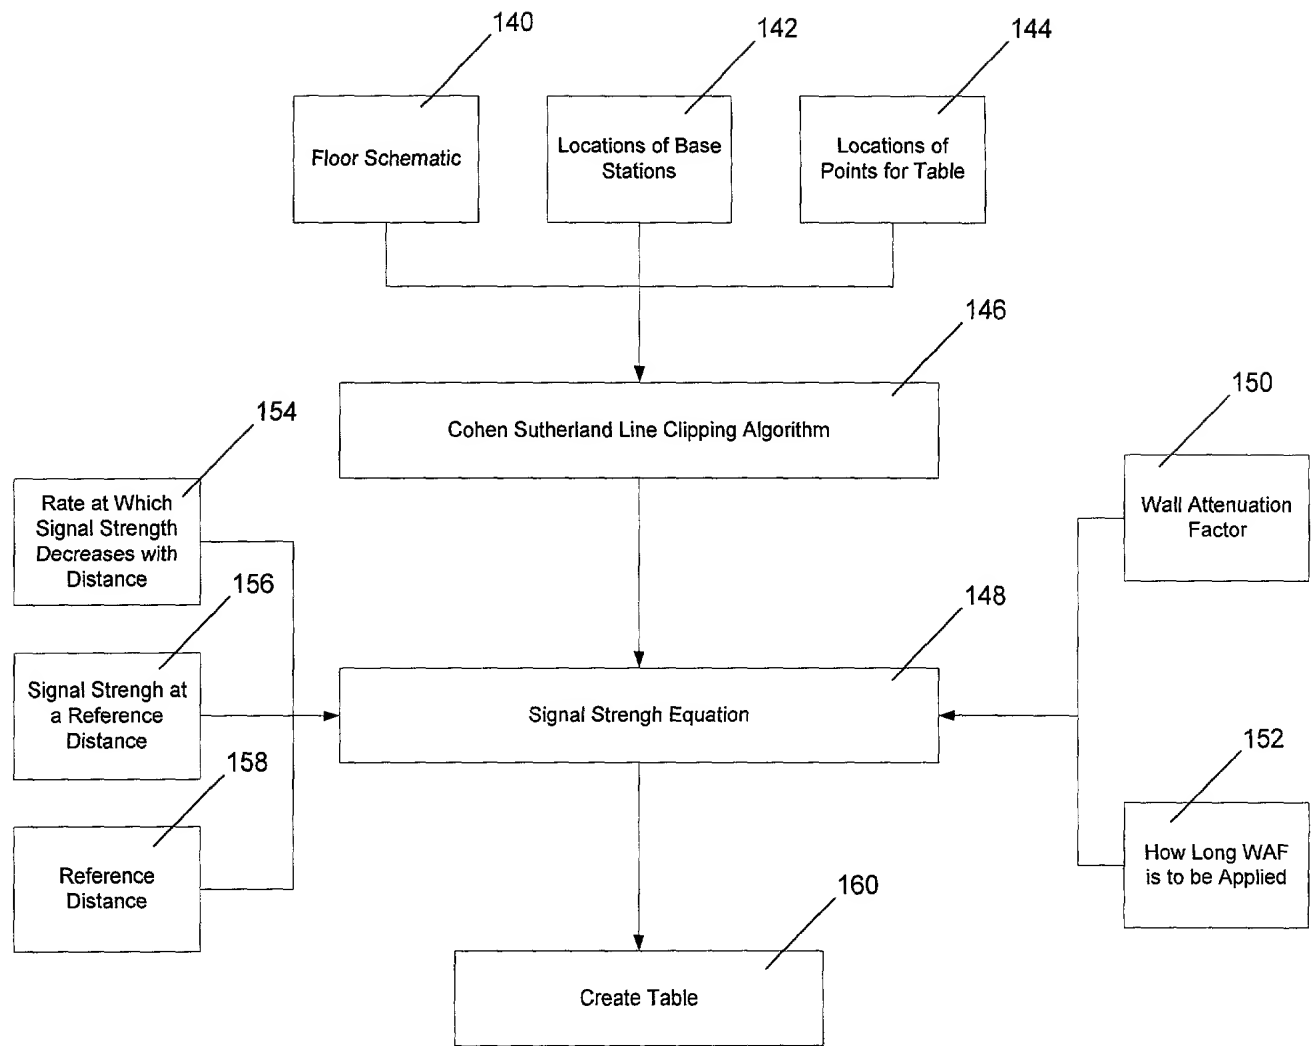 140
142
144
Floor Schematic
Locations of Base
Stations
Locations of
Points for Table
146
Cohen Sutherland Line Clipping Algorithm
154
Rate at Which
Signal Strength
Decreases with
Distance
150
Wall Attenuation
Factor
156
Signal Strengh at
a Reference
Distance
148
Signal Strengh Equation
158
Reference
Distance
152
How Long WAF
is to be Applied
160
Create Table